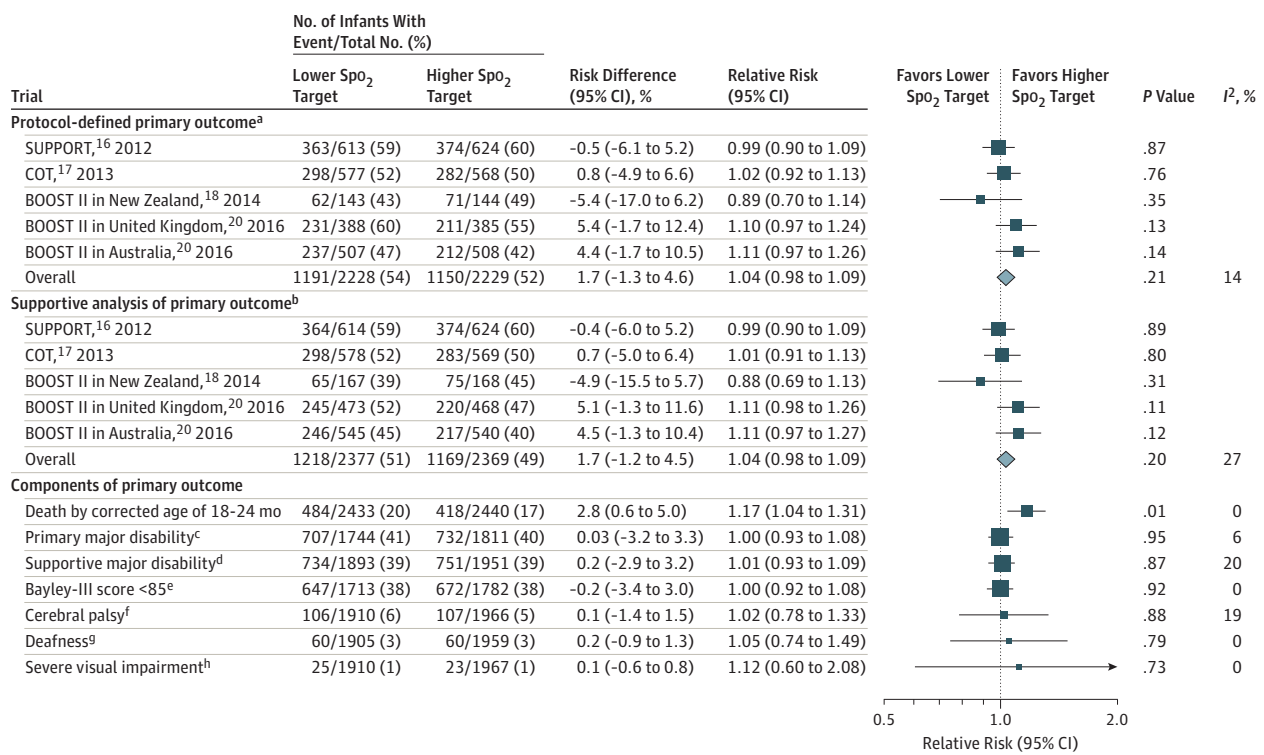 No. of Infants With
Event/Total No. (%)
Lower SpO2 Higher SpO2 Risk Difference Relative Risk Favors Lower Favors Higher
Trial Target Target (95% CI), % (95% CI) SpO2 Target SpO2 Target P Value I², %
Protocol-defined primary outcomeᵃ
SUPPORT,¹⁶ 2012 363/613 (59) 374/624 (60) -0.5 (-6.1 to 5.2) 0.99 (0.90 to 1.09) .87
COT,¹⁷ 2013 298/577 (52) 282/568 (50) 0.8 (-4.9 to 6.6) 1.02 (0.92 to 1.13) .76
BOOST II in New Zealand,¹⁸ 2014 62/143 (43) 71/144 (49) -5.4 (-17.0 to 6.2) 0.89 (0.70 to 1.14) .35
BOOST II in United Kingdom,²⁰ 2016 231/388 (60) 211/385 (55) 5.4 (-1.7 to 12.4) 1.10 (0.97 to 1.24) .13
BOOST II in Australia,²⁰ 2016 237/507 (47) 212/508 (42) 4.4 (-1.7 to 10.5) 1.11 (0.97 to 1.26) .14
Overall 1191/2228 (54) 1150/2229 (52) 1.7 (-1.3 to 4.6) 1.04 (0.98 to 1.09) .21 14
Supportive analysis of primary outcomeᵇ
SUPPORT,¹⁶ 2012 364/614 (59) 374/624 (60) -0.4 (-6.0 to 5.2) 0.99 (0.90 to 1.09) .89
COT,¹⁷ 2013 298/578 (52) 283/569 (50) 0.7 (-5.0 to 6.4) 1.01 (0.91 to 1.13) .80
BOOST II in New Zealand,¹⁸ 2014 65/167 (39) 75/168 (45) -4.9 (-15.5 to 5.7) 0.88 (0.69 to 1.13) .31
BOOST II in United Kingdom,²⁰ 2016 245/473 (52) 220/468 (47) 5.1 (-1.3 to 11.6) 1.11 (0.98 to 1.26) .11
BOOST II in Australia,²⁰ 2016 246/545 (45) 217/540 (40) 4.5 (-1.3 to 10.4) 1.11 (0.97 to 1.27) .12
Overall 1218/2377 (51) 1169/2369 (49) 1.7 (-1.2 to 4.5) 1.04 (0.98 to 1.09) .20 27
Components of primary outcome
Death by corrected age of 18-24 mo 484/2433 (20) 418/2440 (17) 2.8 (0.6 to 5.0) 1.17 (1.04 to 1.31) .01 0
Primary major disabilityᶜ 707/1744 (41) 732/1811 (40) 0.03 (-3.2 to 3.3) 1.00 (0.93 to 1.08) .95 6
Supportive major disabilityᵈ 734/1893 (39) 751/1951 (39) 0.2 (-2.9 to 3.2) 1.01 (0.93 to 1.09) .87 20
Bayley-III score <85ᵉ 647/1713 (38) 672/1782 (38) -0.2 (-3.4 to 3.0) 1.00 (0.92 to 1.08) .92 0
Cerebral palsyᶠ 106/1910 (6) 107/1966 (5) 0.1 (-1.4 to 1.5) 1.02 (0.78 to 1.33) .88 19
Deafnessᵍ 60/1905 (3) 60/1959 (3) 0.2 (-0.9 to 1.3) 1.05 (0.74 to 1.49) .79 0
Severe visual impairmentʰ 25/1910 (1) 23/1967 (1) 0.1 (-0.6 to 0.8) 1.12 (0.60 to 2.08) .73 0
0.5 1.0 2.0
Relative Risk (95% CI)